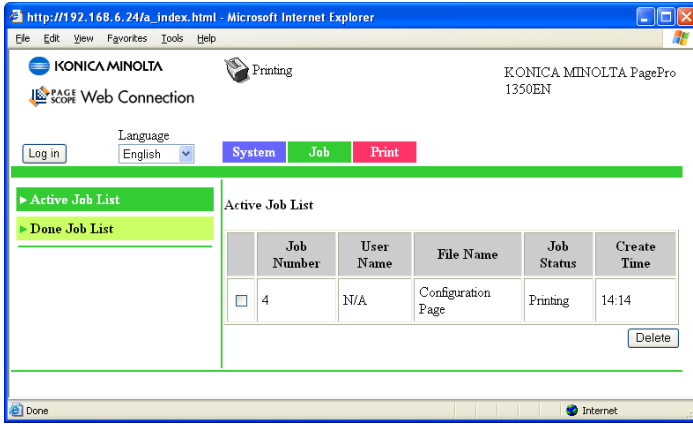 http://192.168.6.24/a_index.html - Microsoft Internet Explorer
File Edit View Favorites Tools Help
KONICA MINOLTA
Printing
KONICA MINOLTA PagePro
1350EN
PAGE
SCOPE Web Connection
Language
Log in English System Job Print
Active Job List
Done Job List
Active Job List
Job Number User Name File Name Job Status Create Time
4 N/A Configuration Page Printing 14:14
Delete
Done Internet